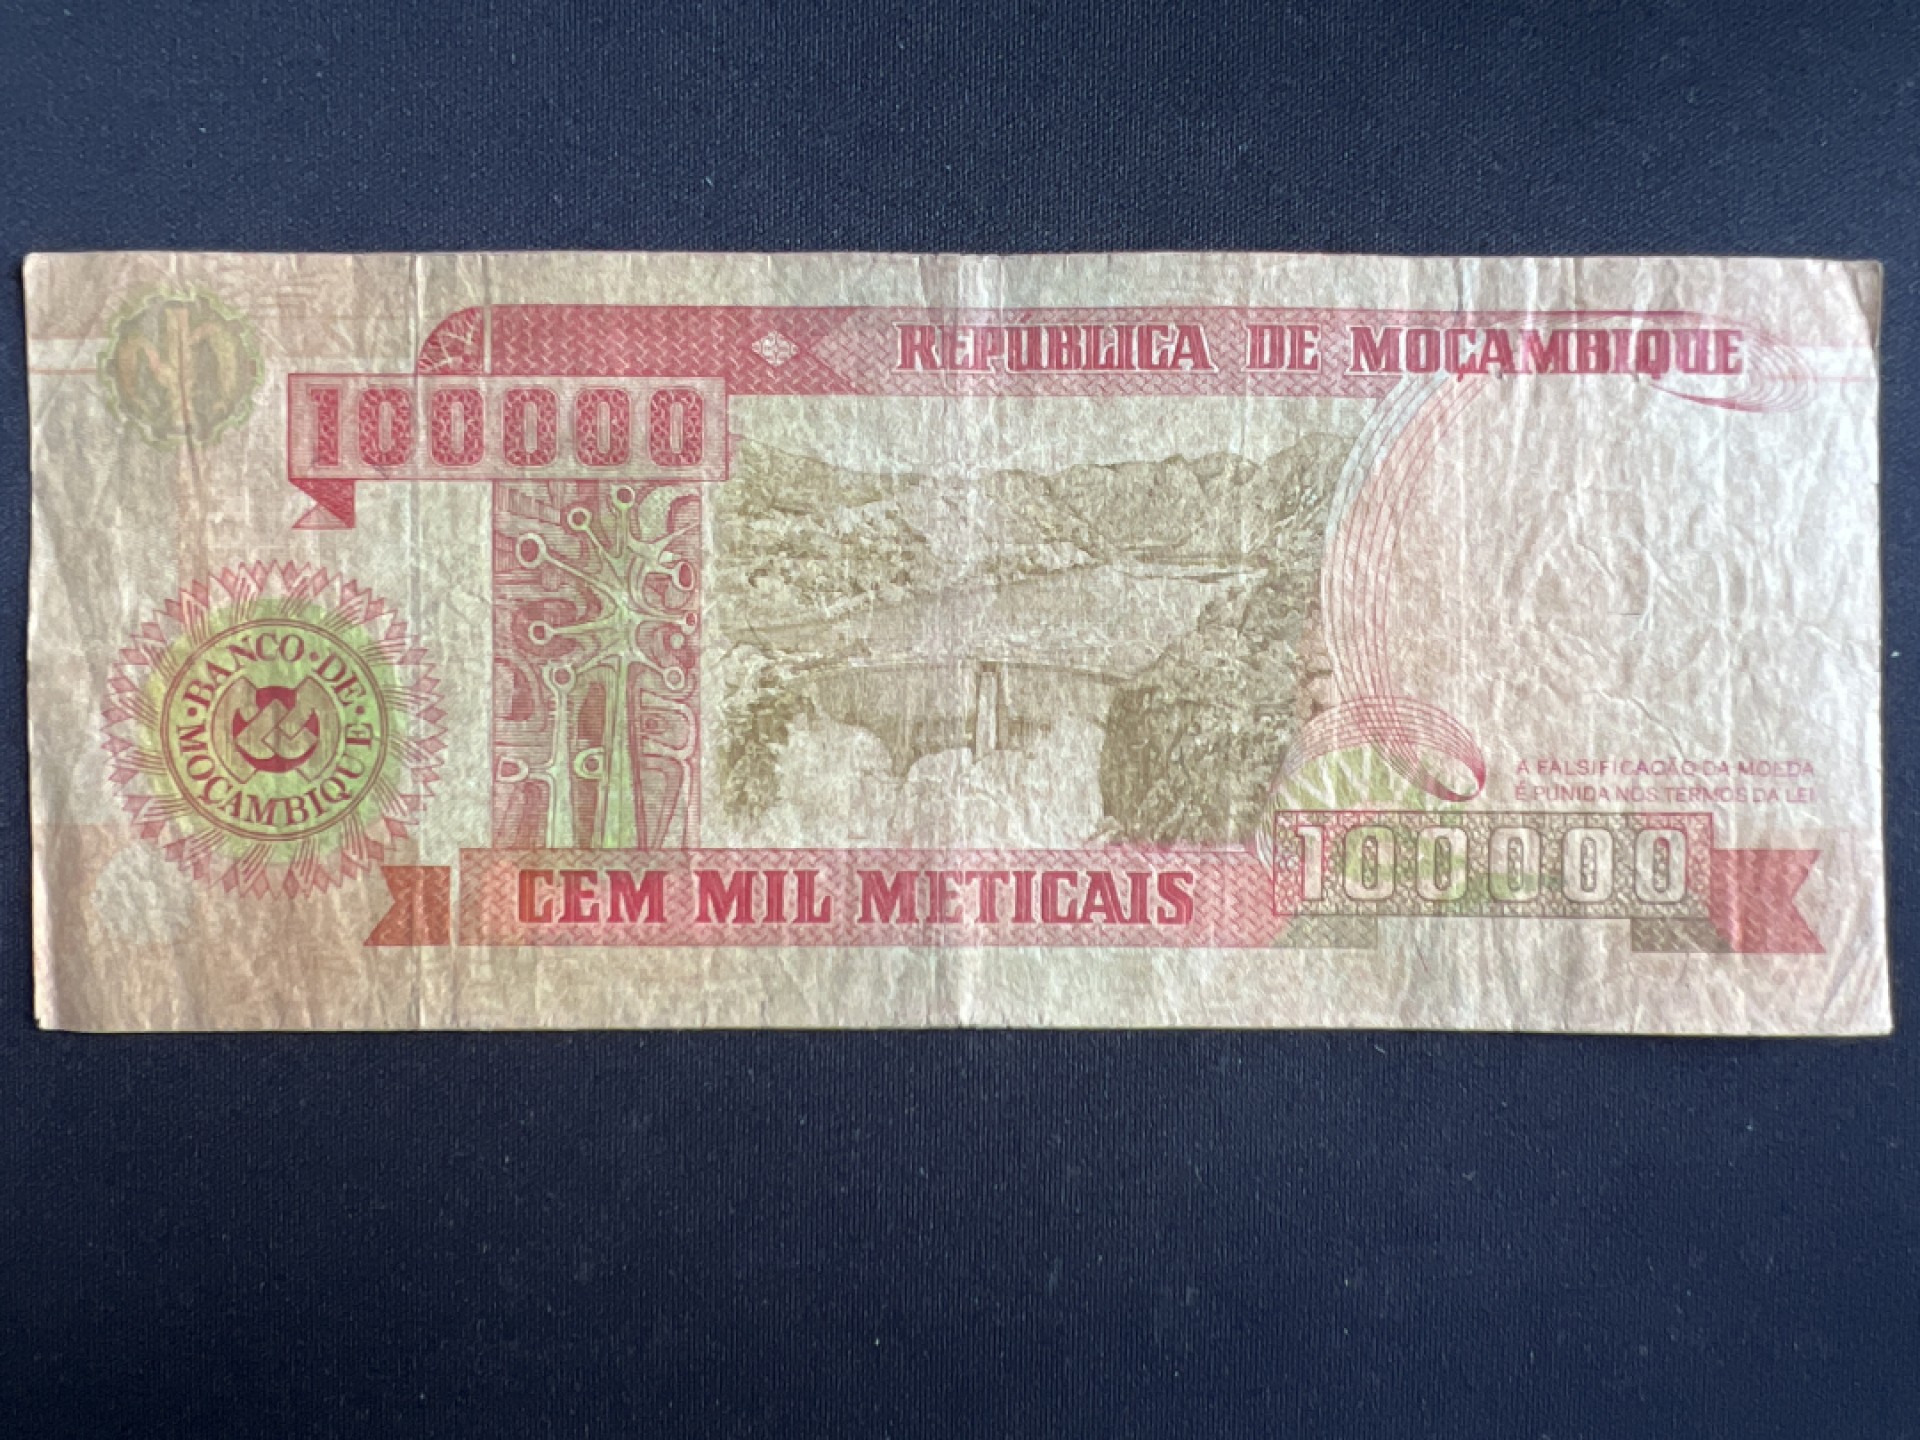 REPÚBLICA DE MOÇAMBIQUE
100000
BANCO · DE · MOÇAMBIQUE
A FALSIFICAÇÃO DA MOEDA
É PUNIDA NOS TERMOS DA LEI
CEM MIL METICAIS
100000